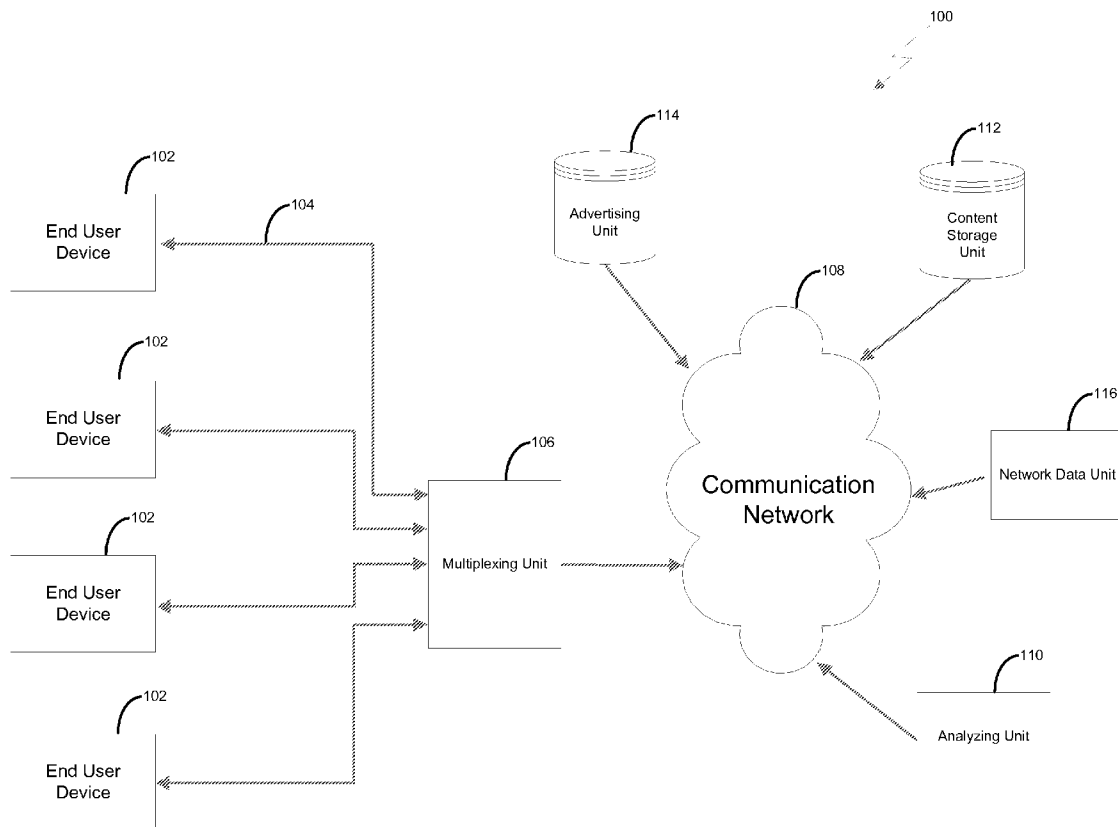 100
114
112
102
104
End User
Device
Advertising
Unit
Content
Storage
Unit
108
102
End User
Device
116
Network Data Unit
106
Communication
Network
102
End User
Device
Multiplexing Unit
110
Analyzing Unit
102
End User
Device